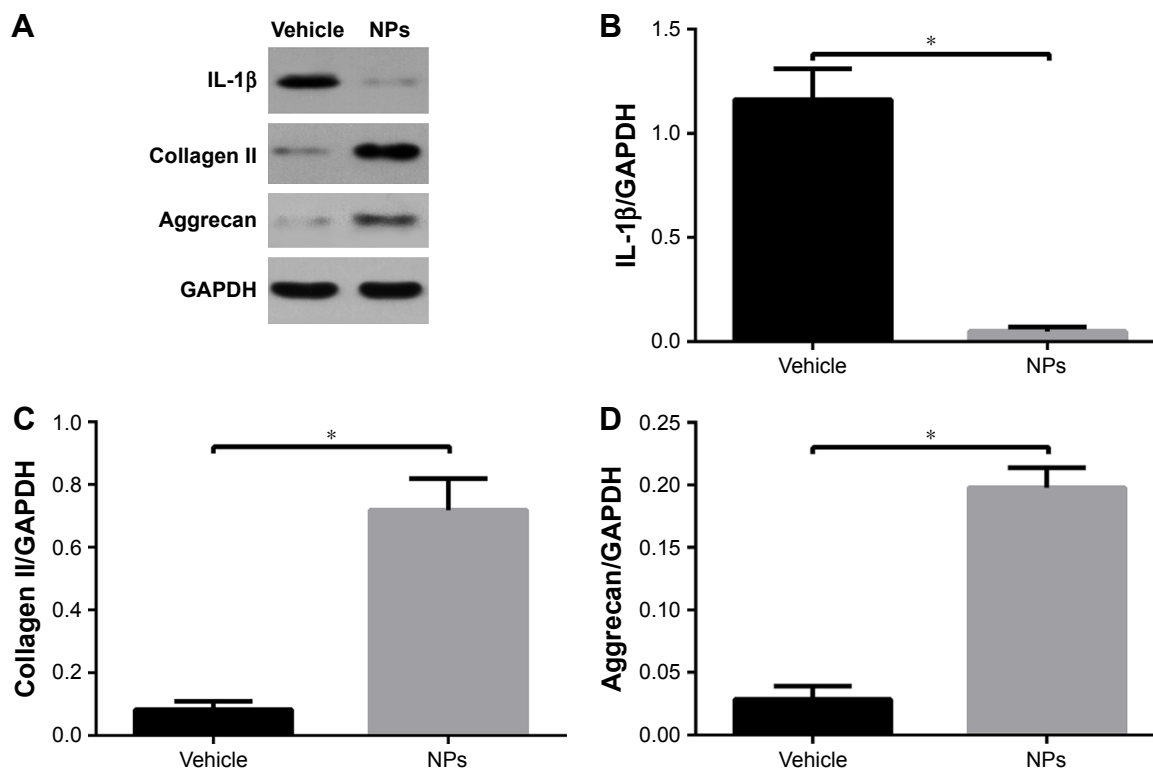 A
Vehicle NPs
IL-1β
Collagen II
Aggrecan
GAPDH
B
IL-1β/GAPDH
1.5
1.0
0.5
0.0
*
Vehicle NPs
C
Collagen II/GAPDH
1.0
0.8
0.6
0.4
0.2
0.0
*
Vehicle NPs
D
Aggrecan/GAPDH
0.25
0.20
0.15
0.10
0.05
0.00
*
Vehicle NPs